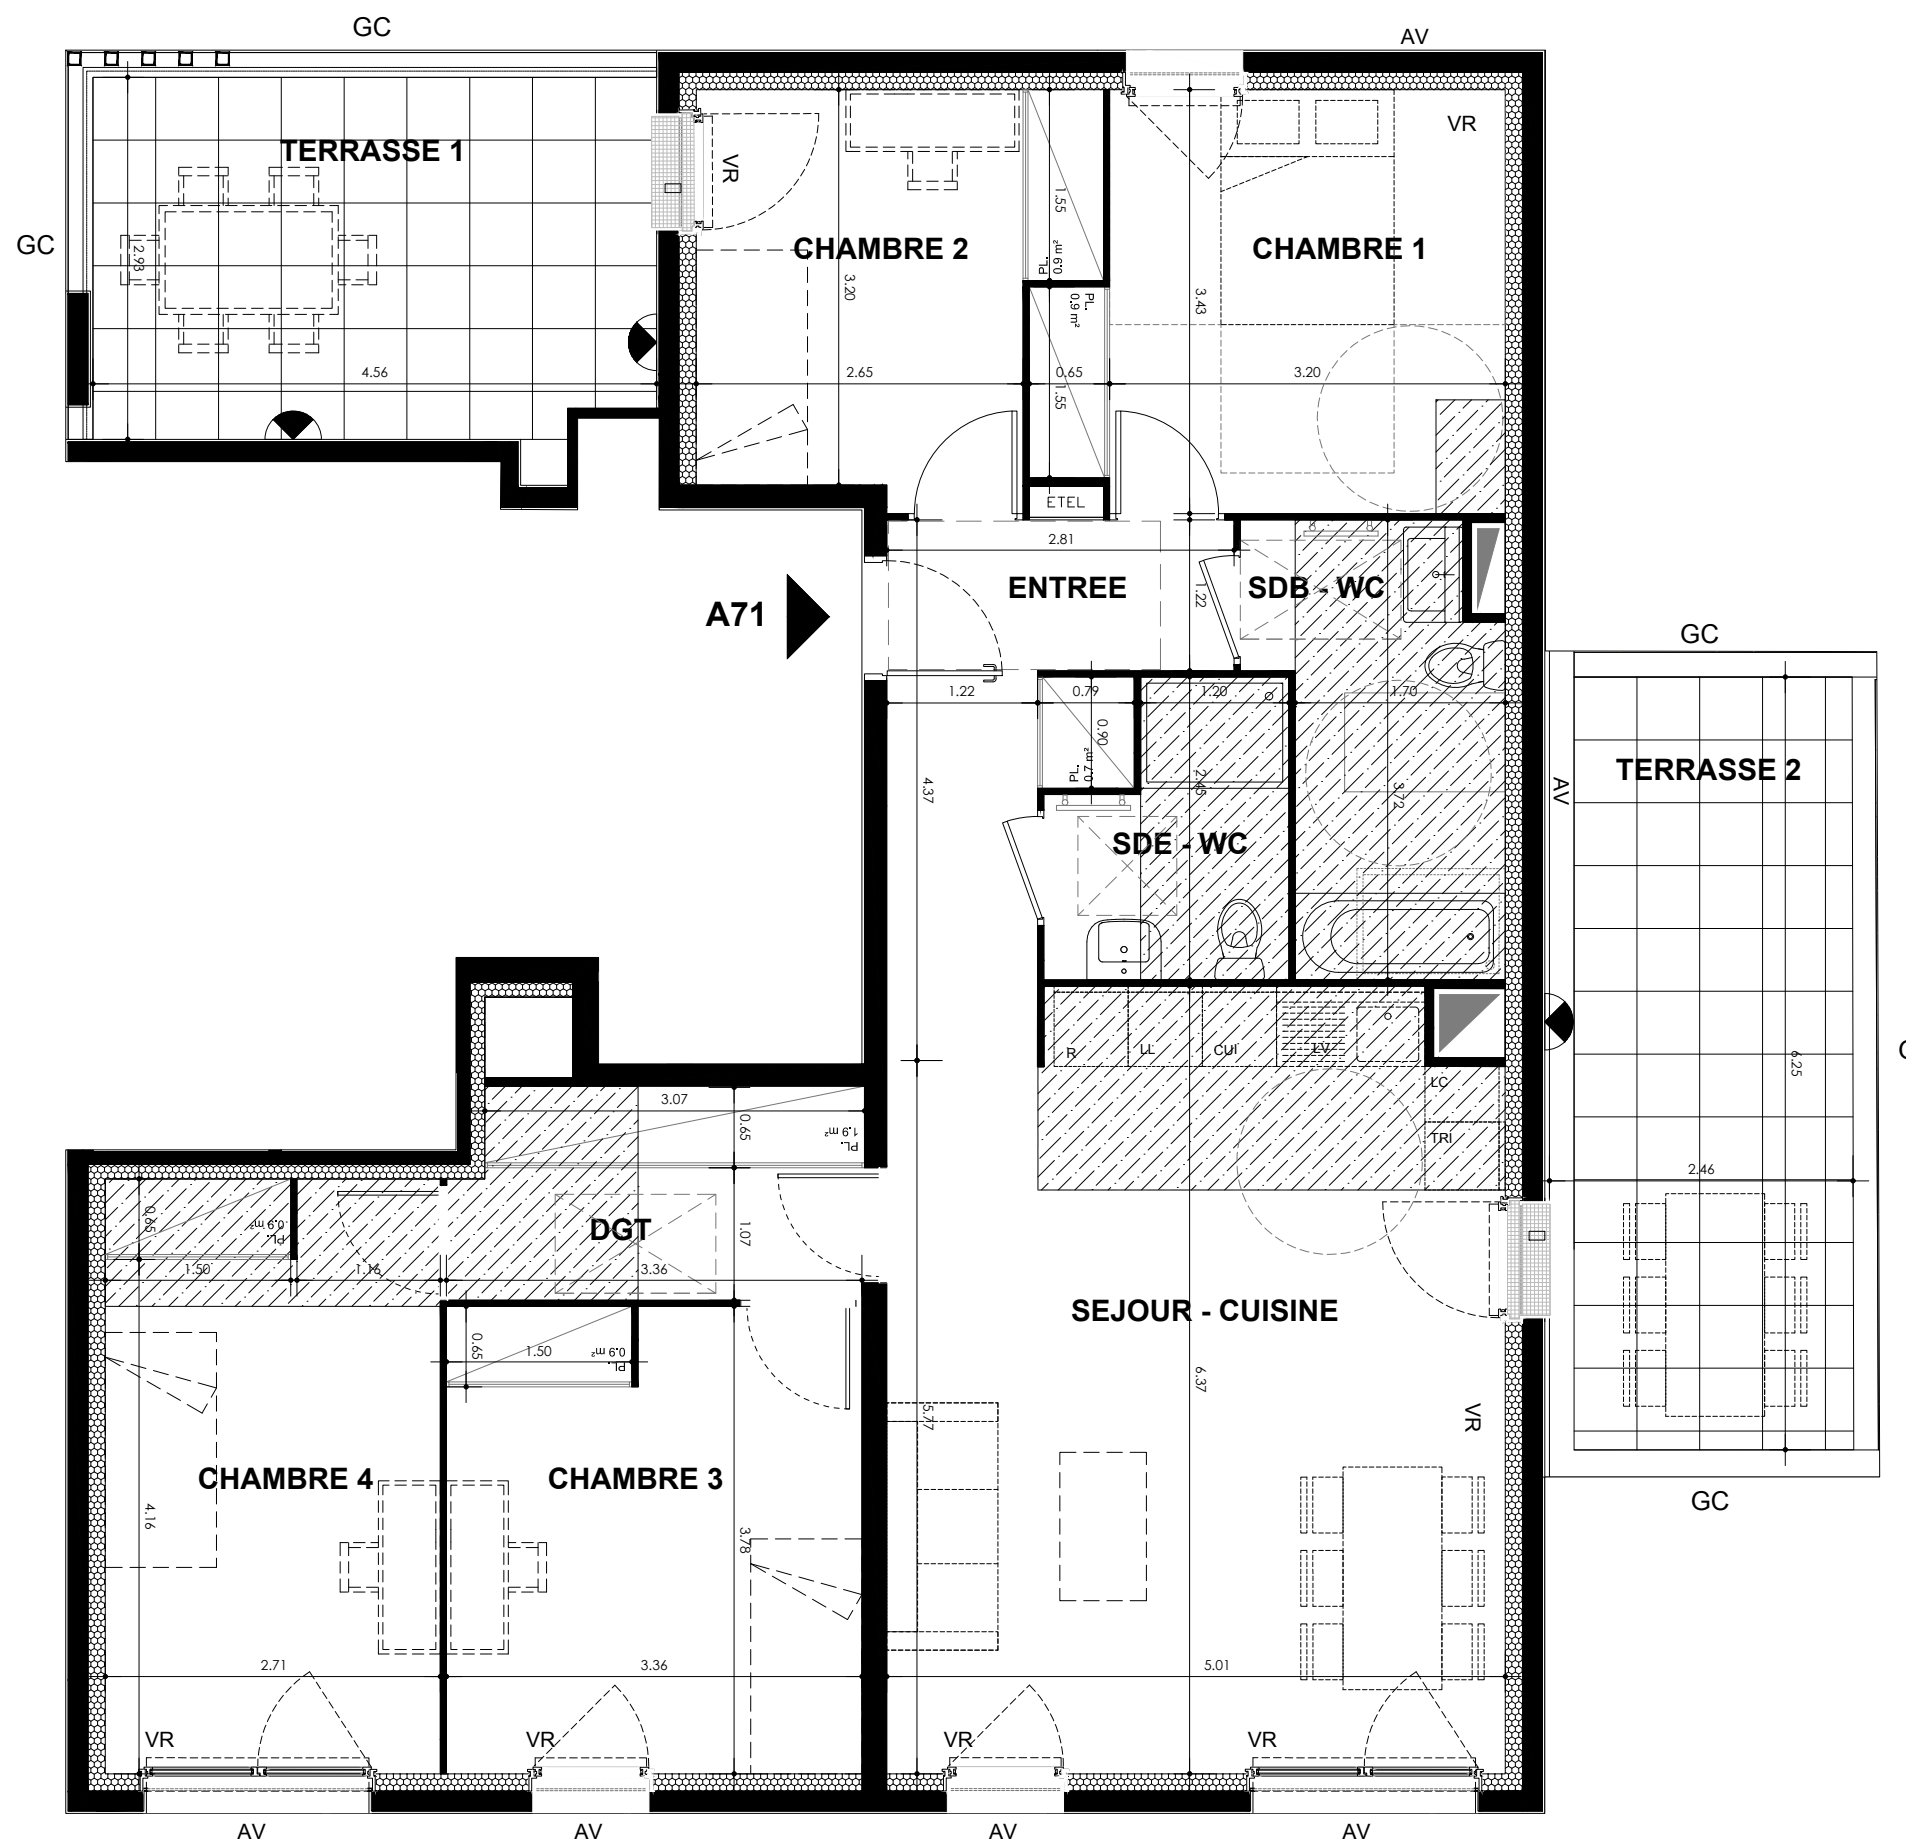 GC
AV
TERRASSE 1
VR
VR
GC
2.93
CHAMBRE 2
CHAMBRE 1
1.55
PL.
0.9 m²
PL.
0.9 m²
3.20
3.43
4.56
2.65
0.65
1.55
3.20
ETEL
2.81
ENTREE
SDB - WC
1.22
A71
GC
1.22
0.79
1.20
1.70
0.90
PL.
0.7 m²
4.37
2.45
3.72
AV
TERRASSE 2
SDE - WC
R
LL
CUI
LV
LC
TRI
6.25
3.07
0.65
PL.
1.9 m²
2.46
0.65
PL.
0.9 m²
DGT
1.07
1.50
1.16
3.36
SEJOUR - CUISINE
0.65
1.50
PL.
0.9 m²
6.37
5.77
VR
CHAMBRE 4
CHAMBRE 3
4.16
3.78
GC
2.71
3.36
5.01
VR
VR
VR
VR
AV
AV
AV
AV